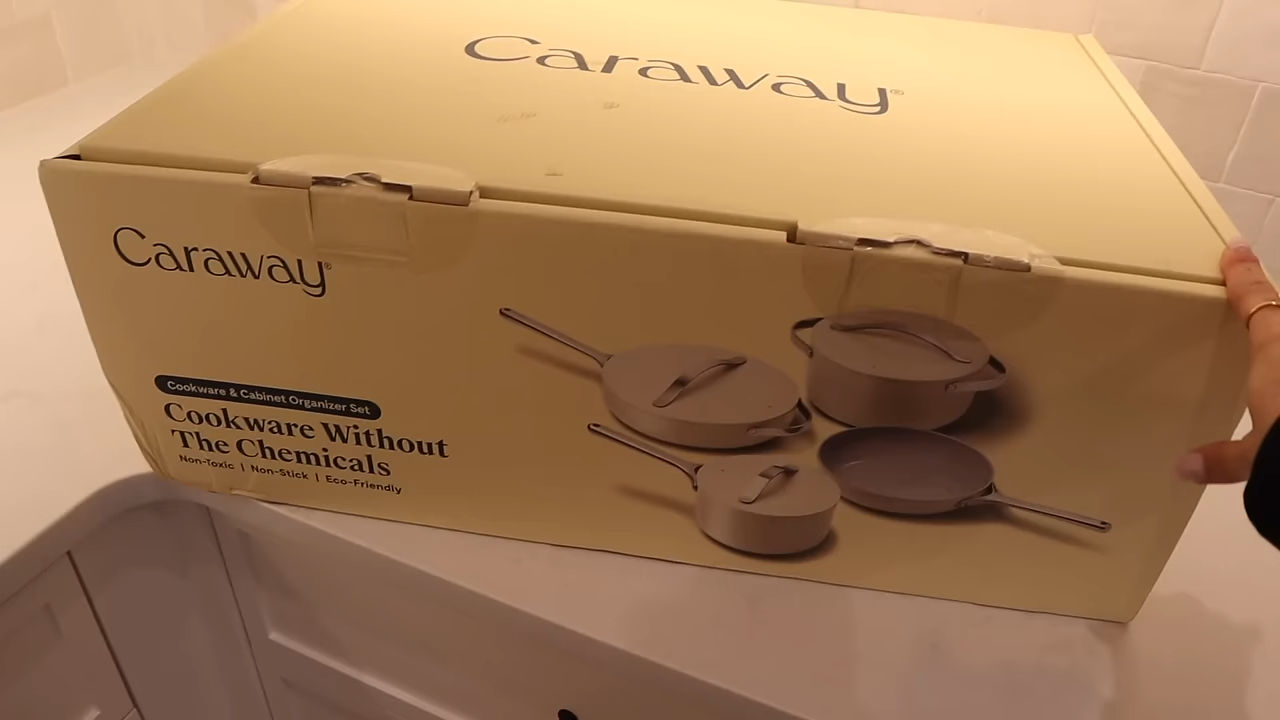 Caraway®
Caraway®
Cookware & Cabinet Organizer Set
Cookware Without
The Chemicals
Non-Toxic | Non-Stick | Eco-Friendly